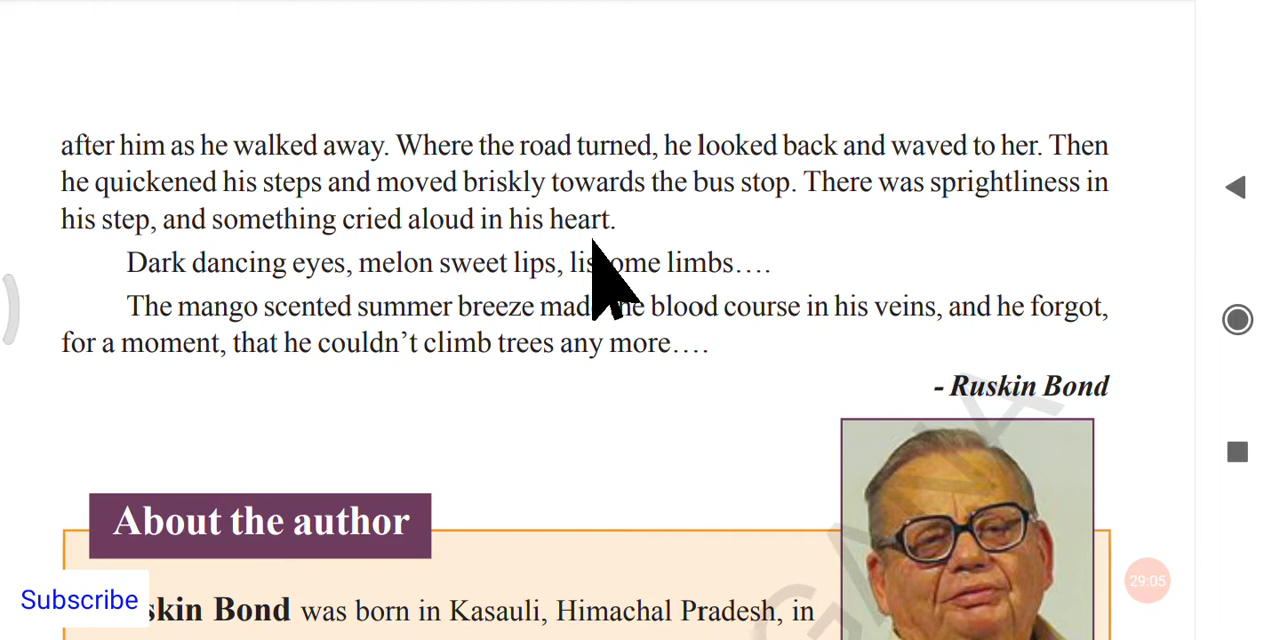 after him as he walked away. Where the road turned, he looked back and waved to her. Then
he quickened his steps and moved briskly towards the bus stop. There was sprightliness in
his step, and something cried aloud in his heart.
Dark dancing eyes, melon sweet lips, limbs….
The mango scented summer breeze blood course in his veins, and he forgot,
for a moment, that he couldn't climb trees any more….
- Ruskin Bond
About the author
Subscribe
Bond was born in Kasauli, Himachal Pradesh, in
29:05